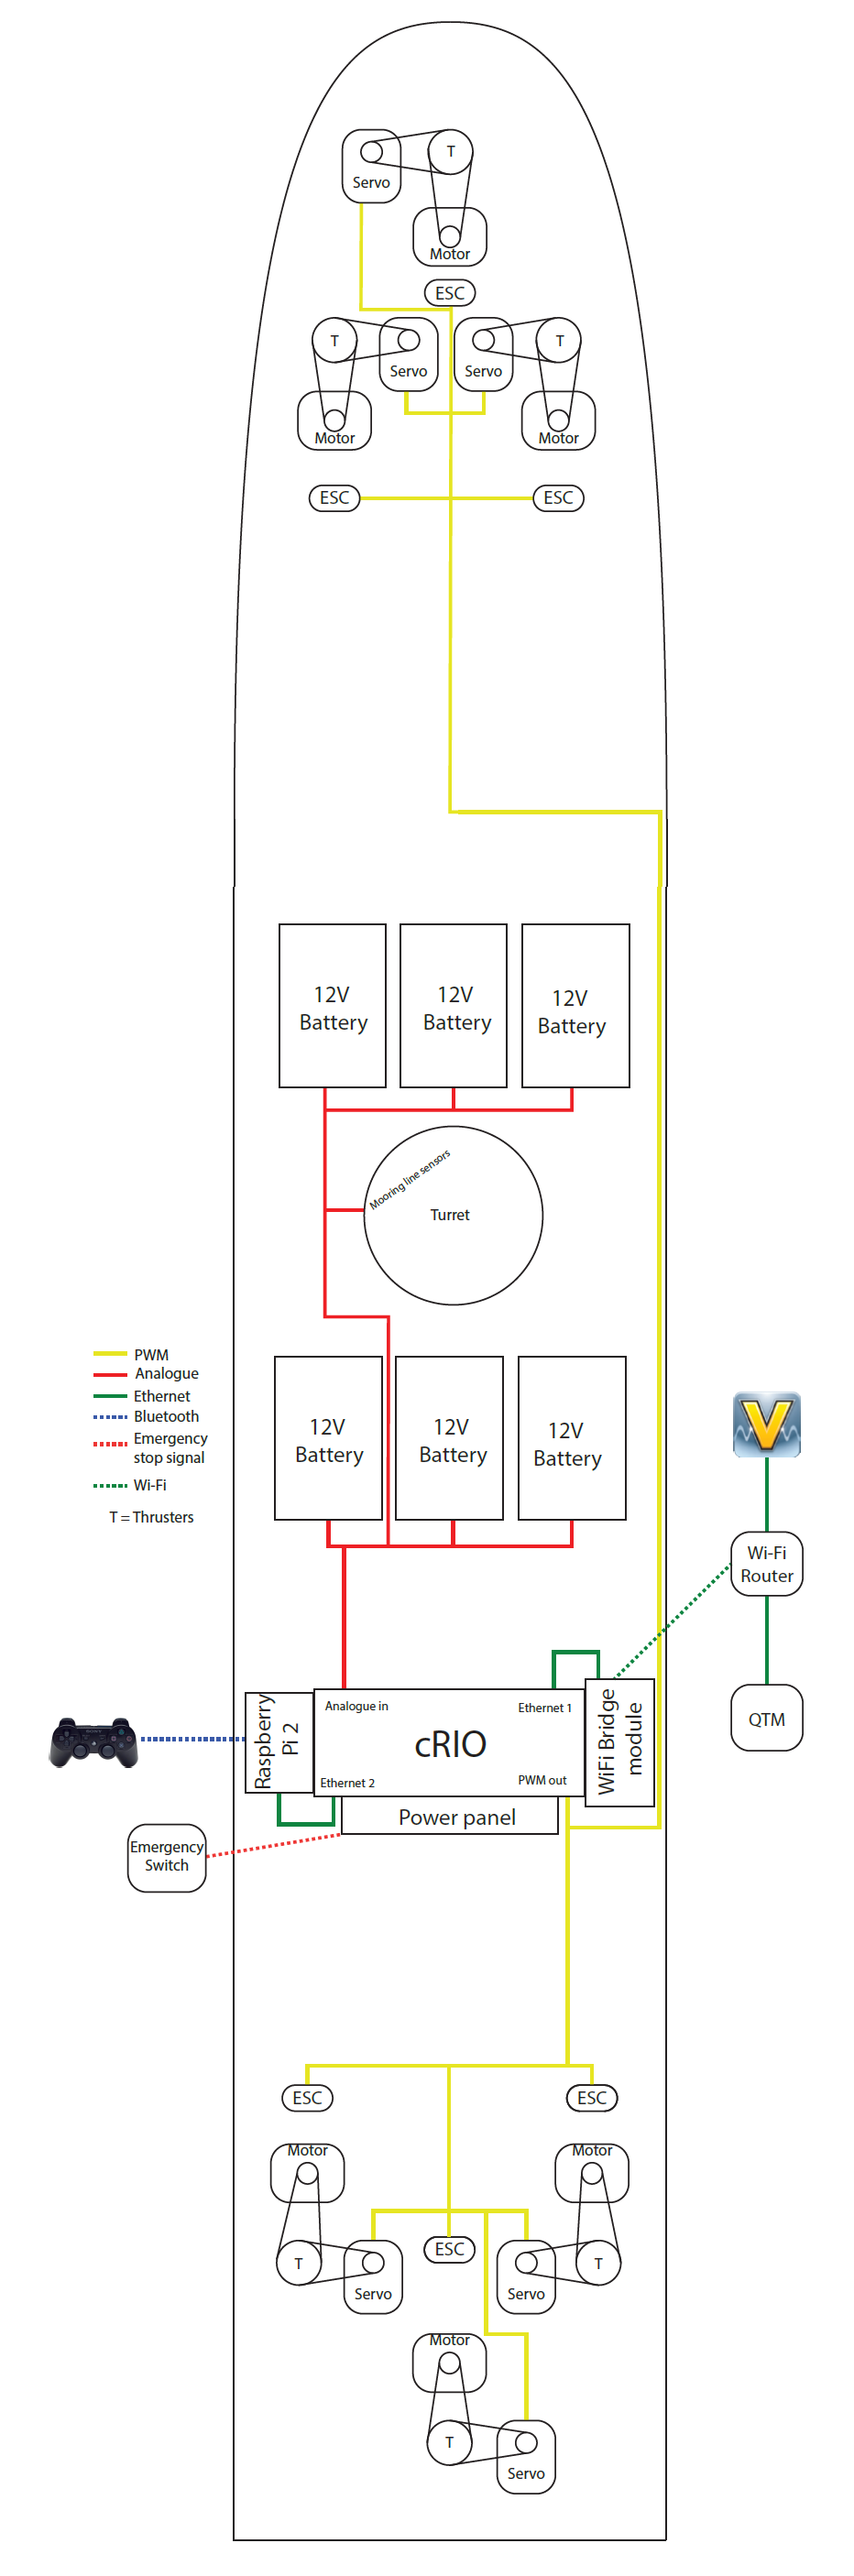 T
Servo
Motor
ESC
T
Servo
Servo
T
Motor
Motor
ESC
ESC
12V
Battery
12V
Battery
12V
Battery
Mooring line sensors
Turret
PWM
Analogue
Ethernet
Bluetooth
Emergency
stop signal
Wi-Fi
T = Thrusters
12V
Battery
12V
Battery
12V
Battery
V
Wi-Fi
Router
QTM
Raspberry
Pi 2
Analogue in
Ethernet 1
cRIO
Ethernet 2
PWM out
WiFi Bridge
module
Power panel
Emergency
Switch
ESC
ESC
Motor
Motor
T
Servo
ESC
Servo
T
Motor
T
Servo